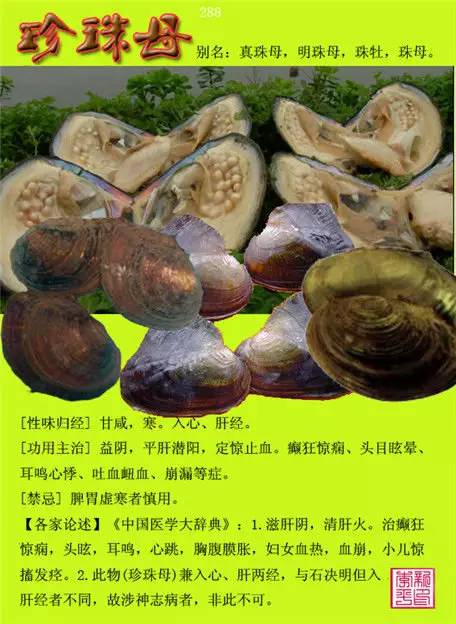 288
珍珠母
别名：真珠母，明珠母，珠牡，珠母。
[性味归经] 甘咸，寒。入心、肝经。
[功用主治] 益阴，平肝潜阳，定惊止血。癫狂惊痫、头目眩晕、
耳鸣心悸、吐血衄血、崩漏等症。
[禁忌] 脾胃虚寒者慎用。
【各家论述】《中国医学大辞典》：1.滋肝阴，清肝火。治癫狂
惊痫，头眩，耳鸣，心跳，胸腹膜胀，妇女血热，血崩，小儿惊
搐发痉。2.此物(珍珠母)兼入心、肝两经，与石决明但入
肝经者不同，故涉神志病者，非此不可。